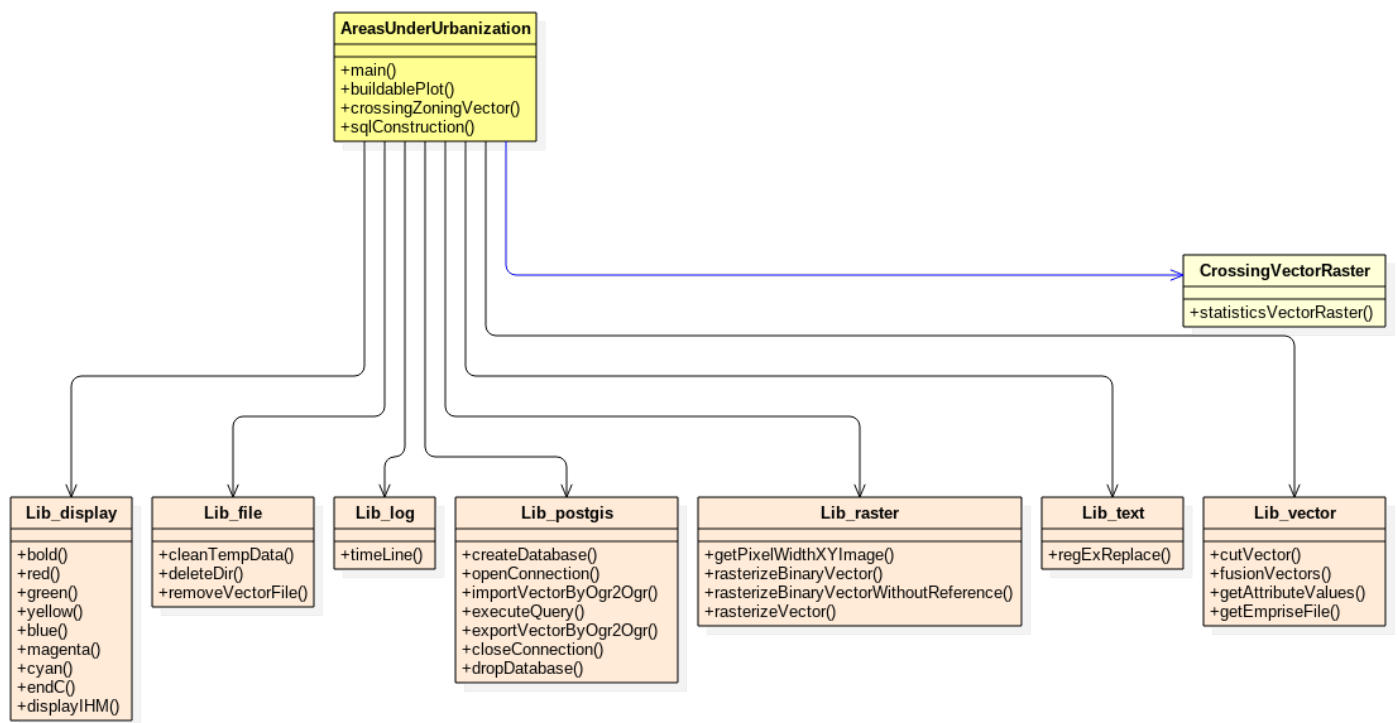 AreasUnderUrbanization
+main()
+buildablePlot()
+crossingZoningVector()
+sqlConstruction()
CrossingVectorRaster
+statisticsVectorRaster()
Lib_display
+bold()
+red()
+green()
+yellow()
+blue()
+magenta()
+cyan()
+endC()
+displayIHM()
Lib_file
+cleanTempData()
+deleteDir()
+removeVectorFile()
Lib_log
+timeLine()
Lib_postgis
+createDatabase()
+openConnection()
+importVectorByOgr2Ogr()
+executeQuery()
+exportVectorByOgr2Ogr()
+closeConnection()
+dropDatabase()
Lib_raster
+getPixelWidthXYImage()
+rasterizeBinaryVector()
+rasterizeBinaryVectorWithoutReference()
+rasterizeVector()
Lib_text
+regExReplace()
Lib_vector
+cutVector()
+fusionVectors()
+getAttributeValues()
+getEmpriseFile()